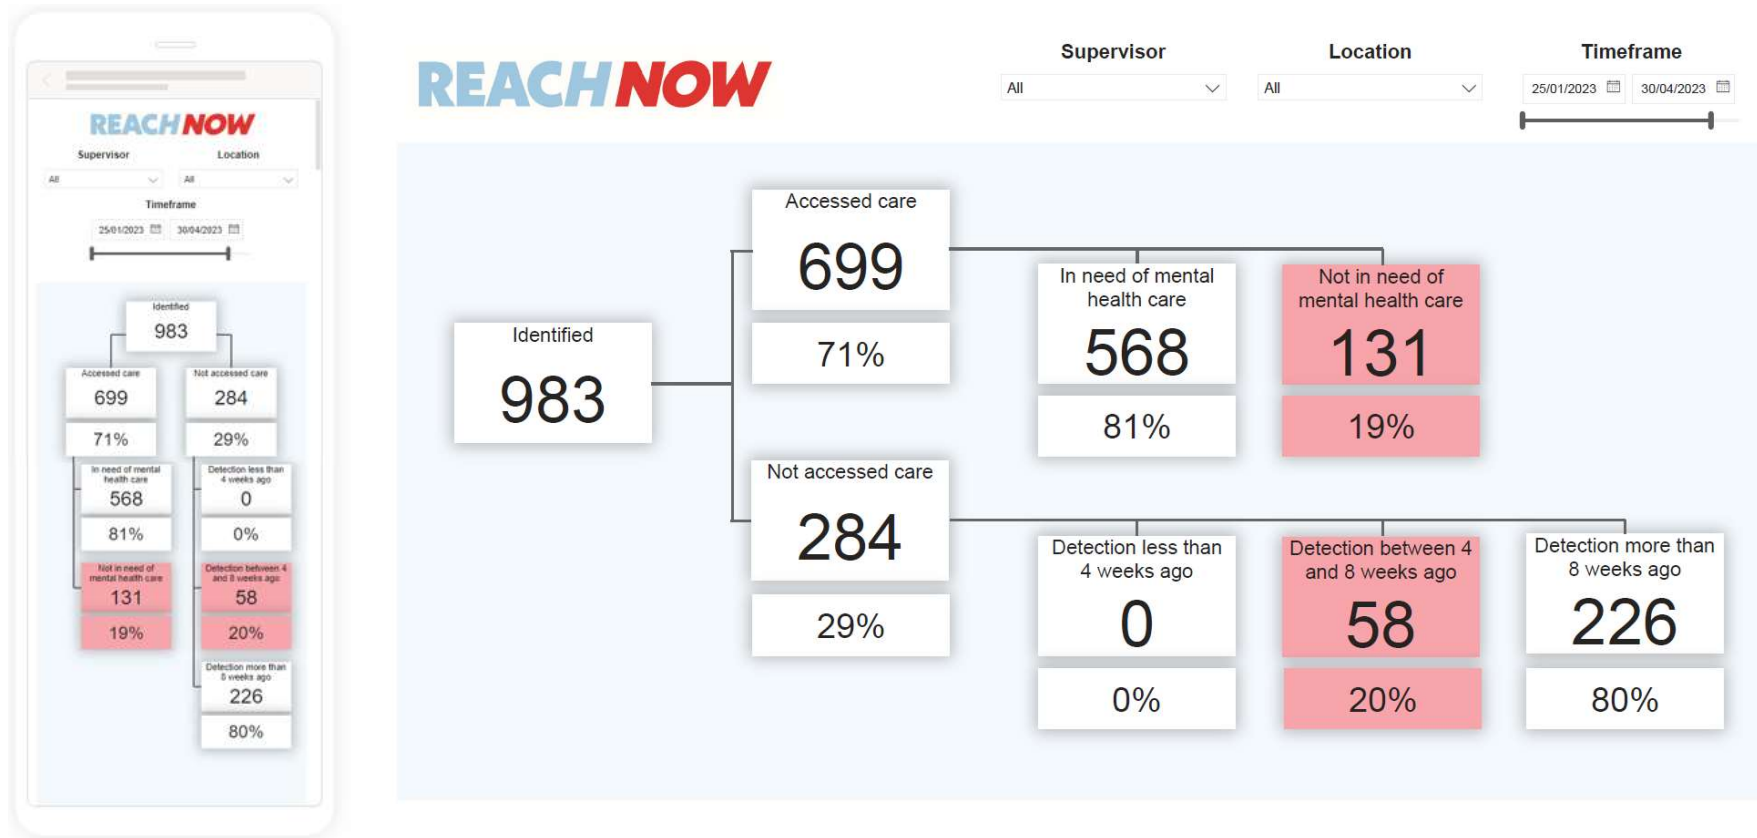 REACHNOW
Supervisor Location
All All
Timeframe
25/01/2023 30/04/2023
Identified
983
Accessed care Not accessed care
699 284
71% 29%
In need of mental Detection less than
health care 4 weeks ago
568 0
81% 0%
Not in need of Detection between 4
mental health care and 8 weeks ago
131 58
19% 20%
Detection more than
8 weeks ago
226
80%
REACHNOW
Supervisor Location Timeframe
All All 25/01/2023 30/04/2023
Identified
983
Accessed care
699
71%
In need of mental
health care
568
81%
Not in need of
mental health care
131
19%
Not accessed care
284
29%
Detection less than
4 weeks ago
0
0%
Detection between 4
and 8 weeks ago
58
20%
Detection more than
8 weeks ago
226
80%